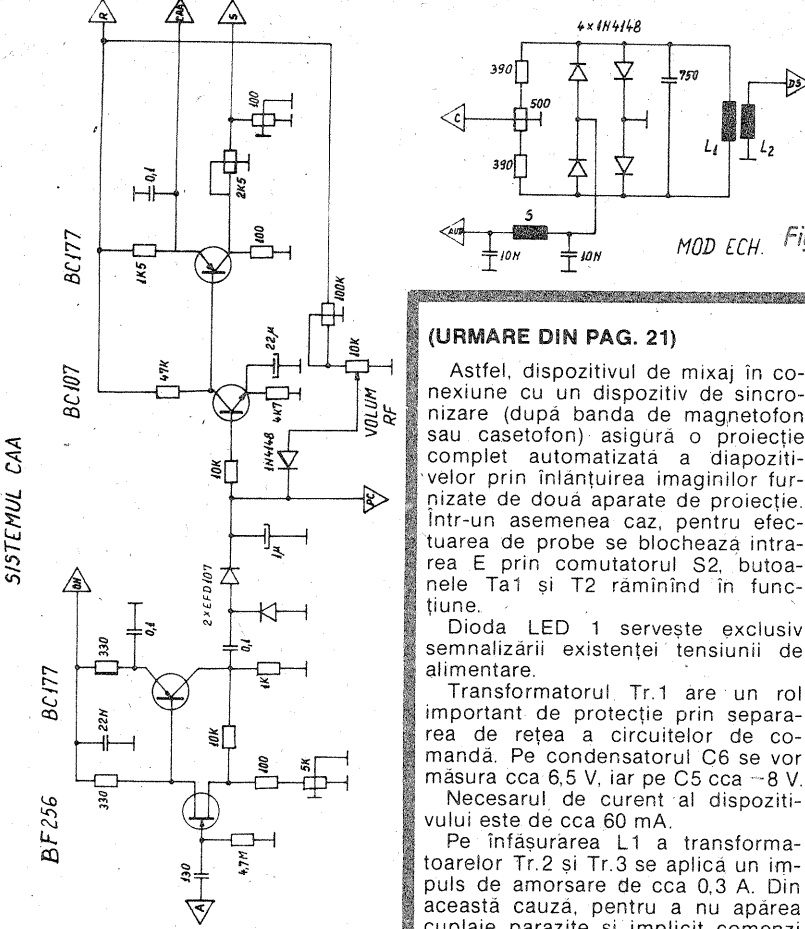 R
S
100
2K5
0,1
BC177
1K5
100
100K
10K
VOLUM
RF
BC107
47K
22µ
4K7
1N4148
10K
PC
1µ
2×EFD107
SISTEMUL CAA
330
0,1
0,1
1K
BC177
22N
10K
100
5K
330
BF256
4,7M
130
A
4×1N4148
390
500
C
390
750
DS
L1
L2
AUD
S
10N
10N
MOD ECH.
Fig
(URMARE DIN PAG. 21)
Astfel, dispozitivul de mixaj în co-
nexiune cu un dispozitiv de sincro-
nizare (după banda de magnetofon
sau casetofon) asigură o proiecție
complet automatizată a diapoziti-
velor prin înlănțuirea imaginilor fur-
nizate de două aparate de proiecție.
Într-un asemenea caz, pentru efec-
tuarea de probe se blochează intra-
rea E prin comutatorul S2, butoa-
nele Ta1 și T2 rămînînd în func-
țiune.
Dioda LED 1 servește exclusiv
semnalizării existenței tensiunii de
alimentare.
Transformatorul Tr.1 are un rol
important de protecție prin separa-
rea de rețea a circuitelor de co-
mandă. Pe condensatorul C6 se vor
măsura cca 6,5 V, iar pe C5 cca –8 V.
Necesarul de curent al dispoziti-
vului este de cca 60 mA.
Pe înfășurarea L1 a transforma-
toarelor Tr.2 și Tr.3 se aplică un im-
puls de amorsare de cca 0,3 A. Din
această cauză, pentru a nu apărea
cuplaje parazite și implicit comenzi